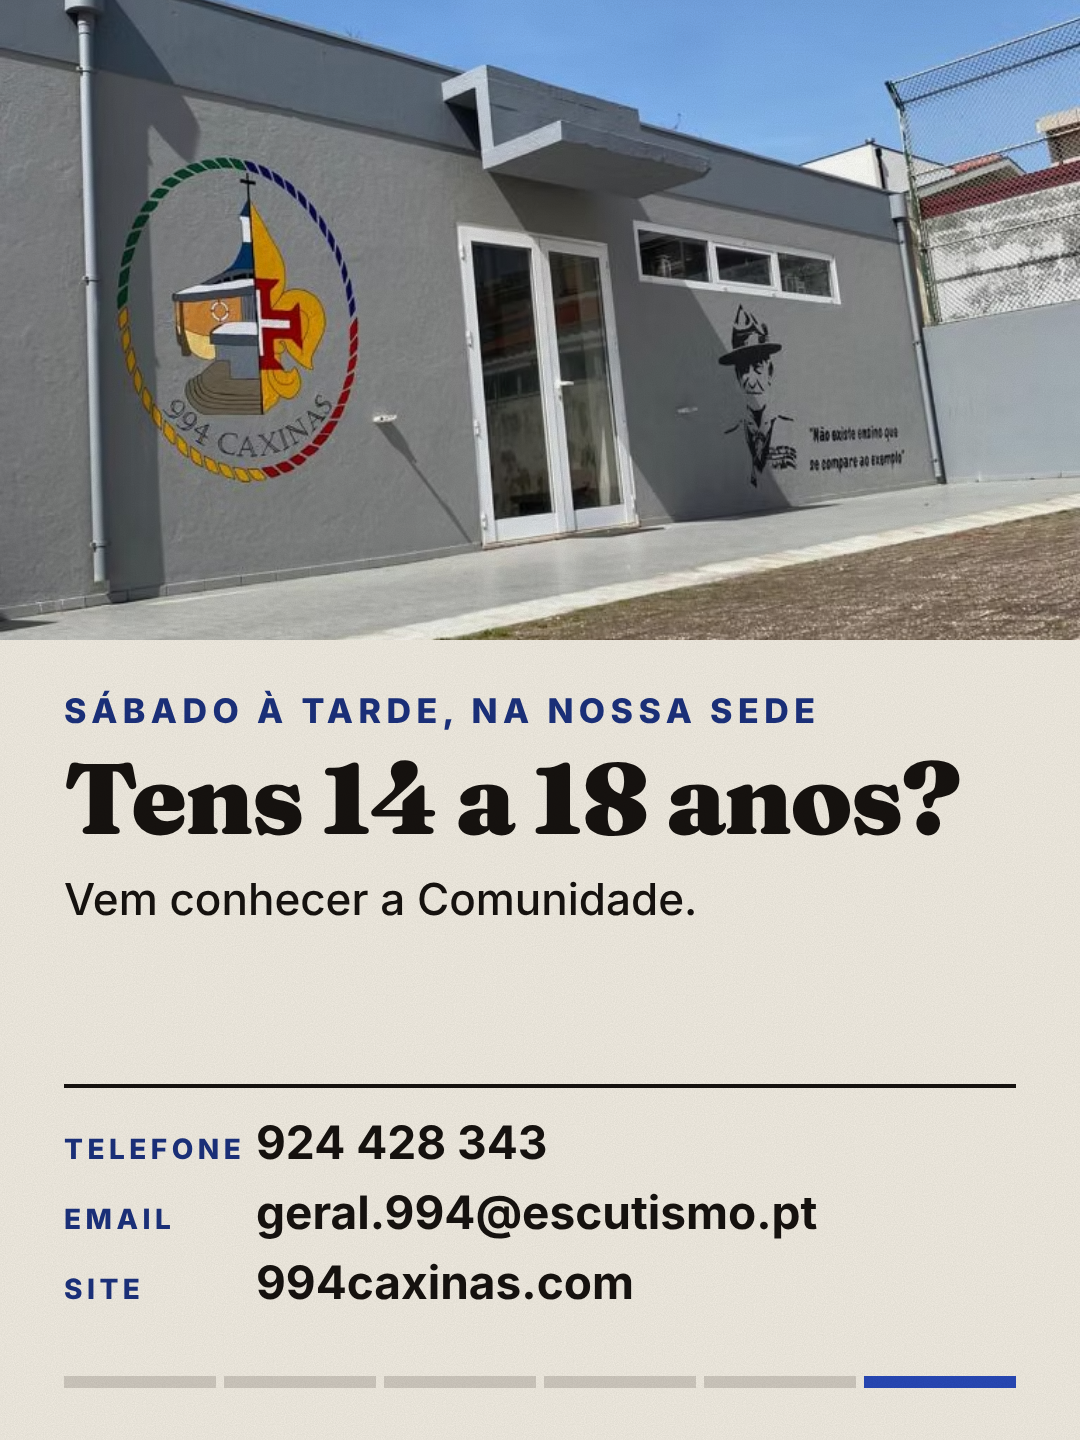 994 CAXINAS
"Não existe ensino que
se compare ao exemplo"
SÁBADO À TARDE, NA NOSSA SEDE
Tens 14 a 18 anos?
Vem conhecer a Comunidade.
TELEFONE 924 428 343
EMAIL geral.994@escutismo.pt
SITE 994caxinas.com